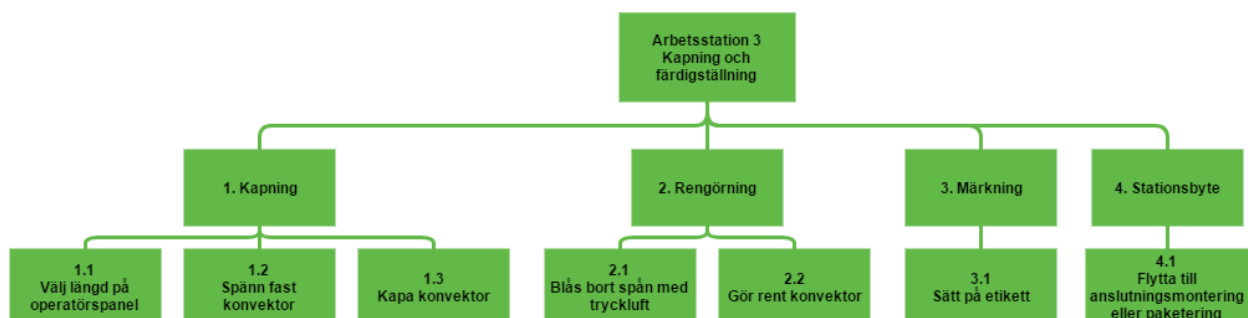 Arbetsstation 3
Kapning och
färdigställning
1. Kapning
2. Rengörning
3. Märkning
4. Stationsbyte
1.1
Välj längd på
operatörspanel
1.2
Spänn fast
konvektor
1.3
Kapa konvektor
2.1
Blås bort spån med
tryckluft
2.2
Gör rent konvektor
3.1
Sätt på etikett
4.1
Flytta till
anslutningsmontering
eller paketering